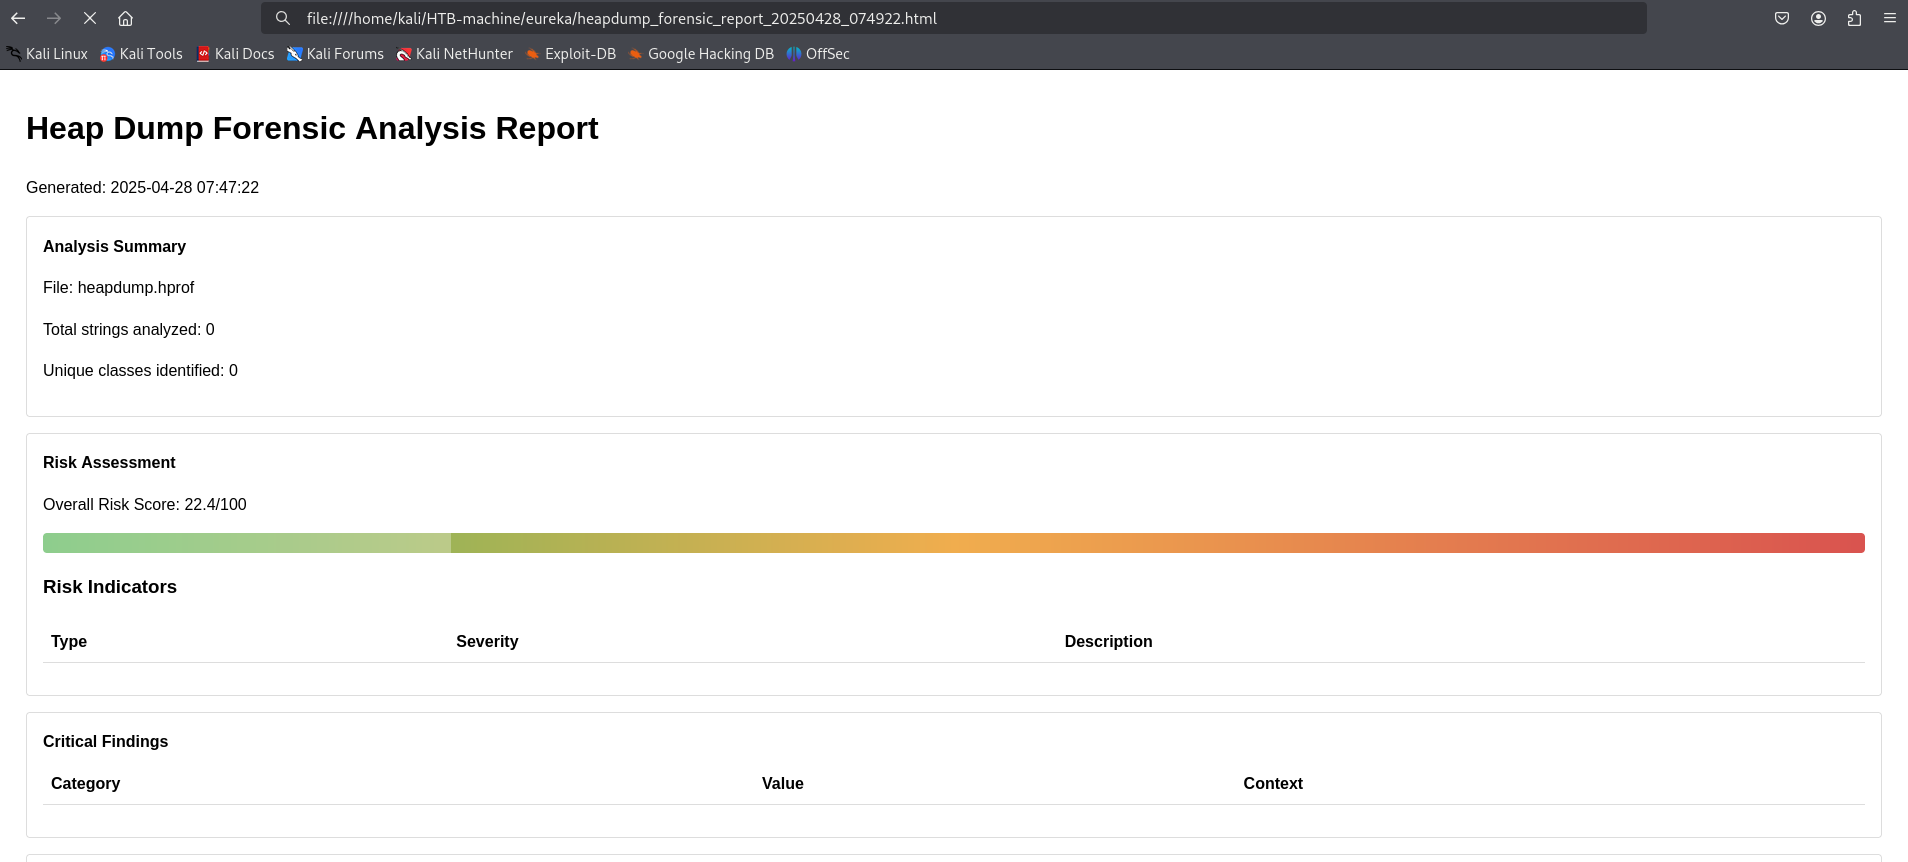 file:////home/kali/HTB-machine/eureka/heapdump_forensic_report_20250428_074922.html
Kali Linux Kali Tools Kali Docs Kali Forums Kali NetHunter Exploit-DB Google Hacking DB OffSec
Heap Dump Forensic Analysis Report
Generated: 2025-04-28 07:47:22
Analysis Summary
File: heapdump.hprof
Total strings analyzed: 0
Unique classes identified: 0
Risk Assessment
Overall Risk Score: 22.4/100
Risk Indicators
Type Severity Description
Critical Findings
Category Value Context